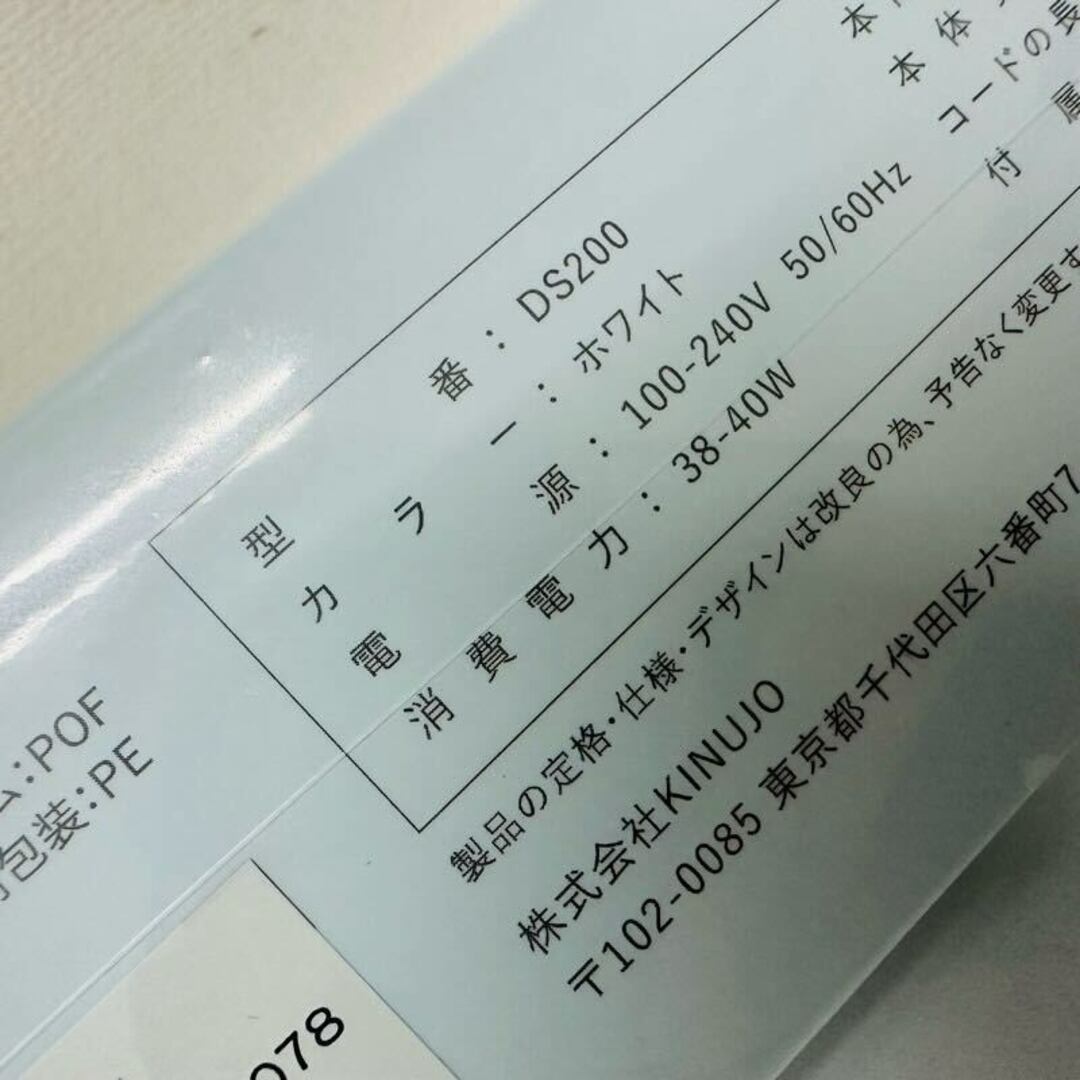 型番：DS200
カラー：ホワイト
電源：100-240V 50/60Hz
消費電力：38-40W
本
本体
コードの長
付属
製品の定格・仕様・デザインは改良の為、予告なく変更す
株式会社KINUJO
〒102-0085 東京都千代田区六番町7
:POF
包装:PE
078